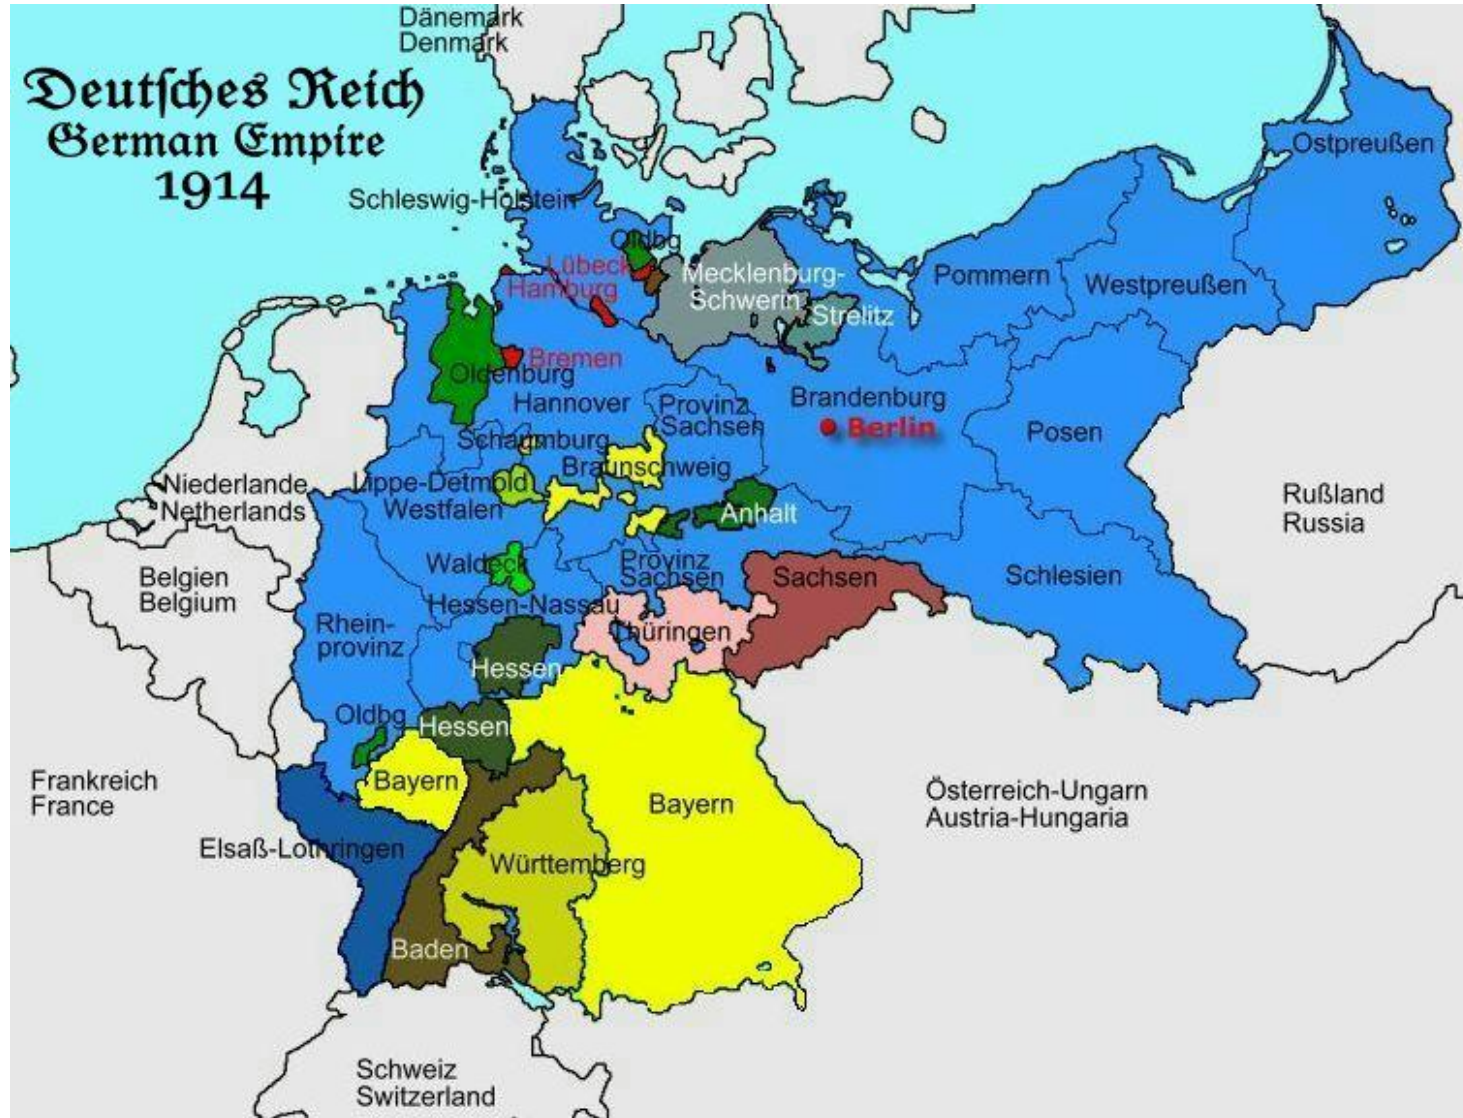 Dänemark
Denmark
Deutsches Reich
German Empire
1914
Ostpreußen
Schleswig-Holstein
Oldbg
Lübeck
Hamburg
Mecklenburg-
Schwerin
Strelitz
Pommern
Westpreußen
Bremen
Oldenburg
Hannover
Provinz
Sachsen
Brandenburg
Berlin
Posen
Schaumburg
Braunschweig
Lippe-Detmold
Westfalen
Anhalt
Niederlande
Netherlands
Rußland
Russia
Waldeck
Provinz
Sachsen
Sachsen
Schlesien
Belgien
Belgium
Hessen-Nassau
Rhein-
provinz
Thüringen
Hessen
Oldbg
Hessen
Frankreich
France
Bayern
Bayern
Österreich-Ungarn
Austria-Hungaria
Elsaß-Lothringen
Württemberg
Baden
Schweiz
Switzerland